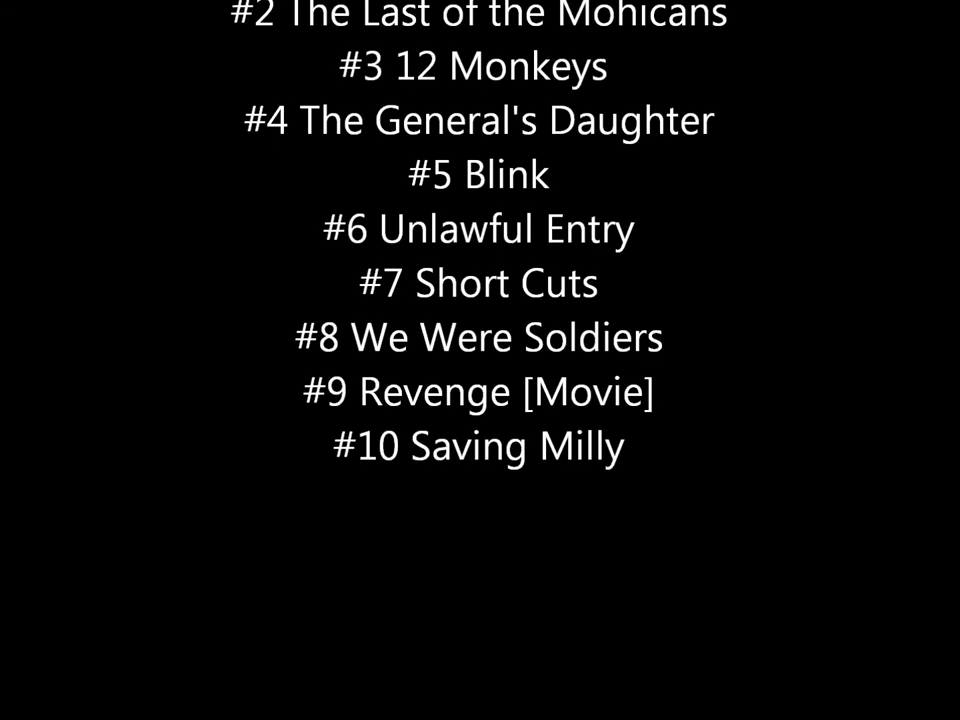 #2 The Last of the Mohicans
#3 12 Monkeys
#4 The General's Daughter
#5 Blink
#6 Unlawful Entry
#7 Short Cuts
#8 We Were Soldiers
#9 Revenge [Movie]
#10 Saving Milly